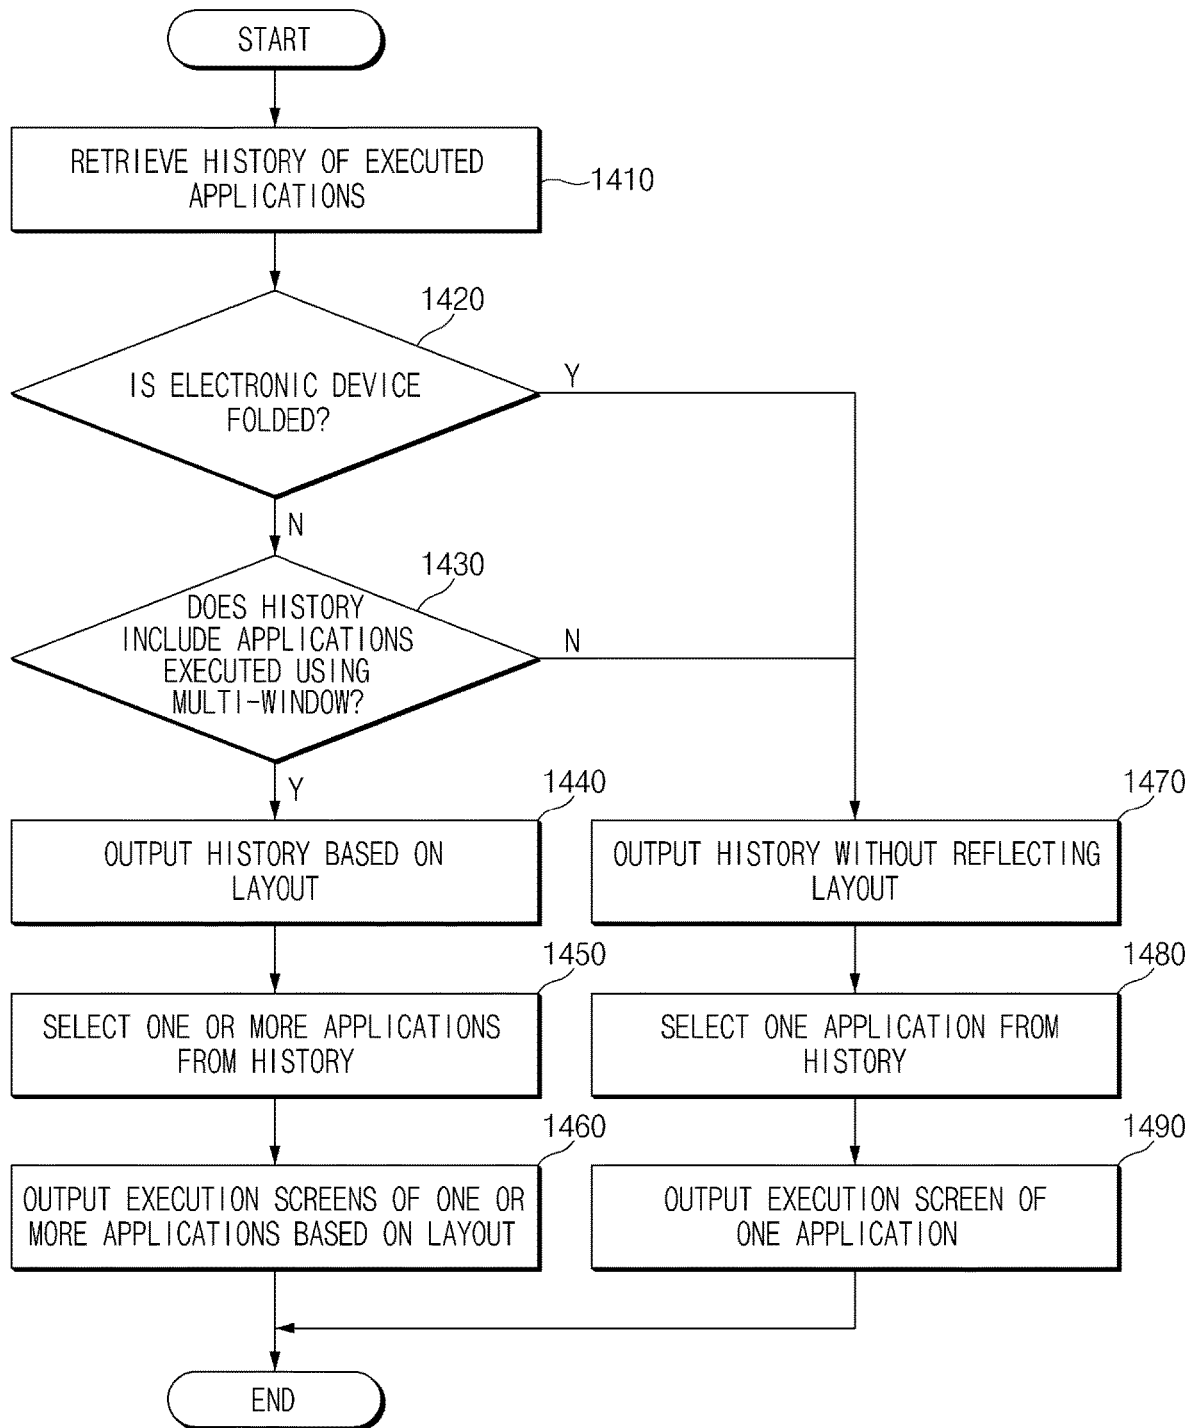 START
RETRIEVE HISTORY OF EXECUTED
APPLICATIONS
1410
1420
IS ELECTRONIC DEVICE
FOLDED?
Y
N
1430
DOES HISTORY
INCLUDE APPLICATIONS
EXECUTED USING
MULTI-WINDOW?
N
Y
1440
OUTPUT HISTORY BASED ON
LAYOUT
1470
OUTPUT HISTORY WITHOUT REFLECTING
LAYOUT
1450
SELECT ONE OR MORE APPLICATIONS
FROM HISTORY
1480
SELECT ONE APPLICATION FROM
HISTORY
1460
OUTPUT EXECUTION SCREENS OF ONE OR
MORE APPLICATIONS BASED ON LAYOUT
1490
OUTPUT EXECUTION SCREEN OF
ONE APPLICATION
END